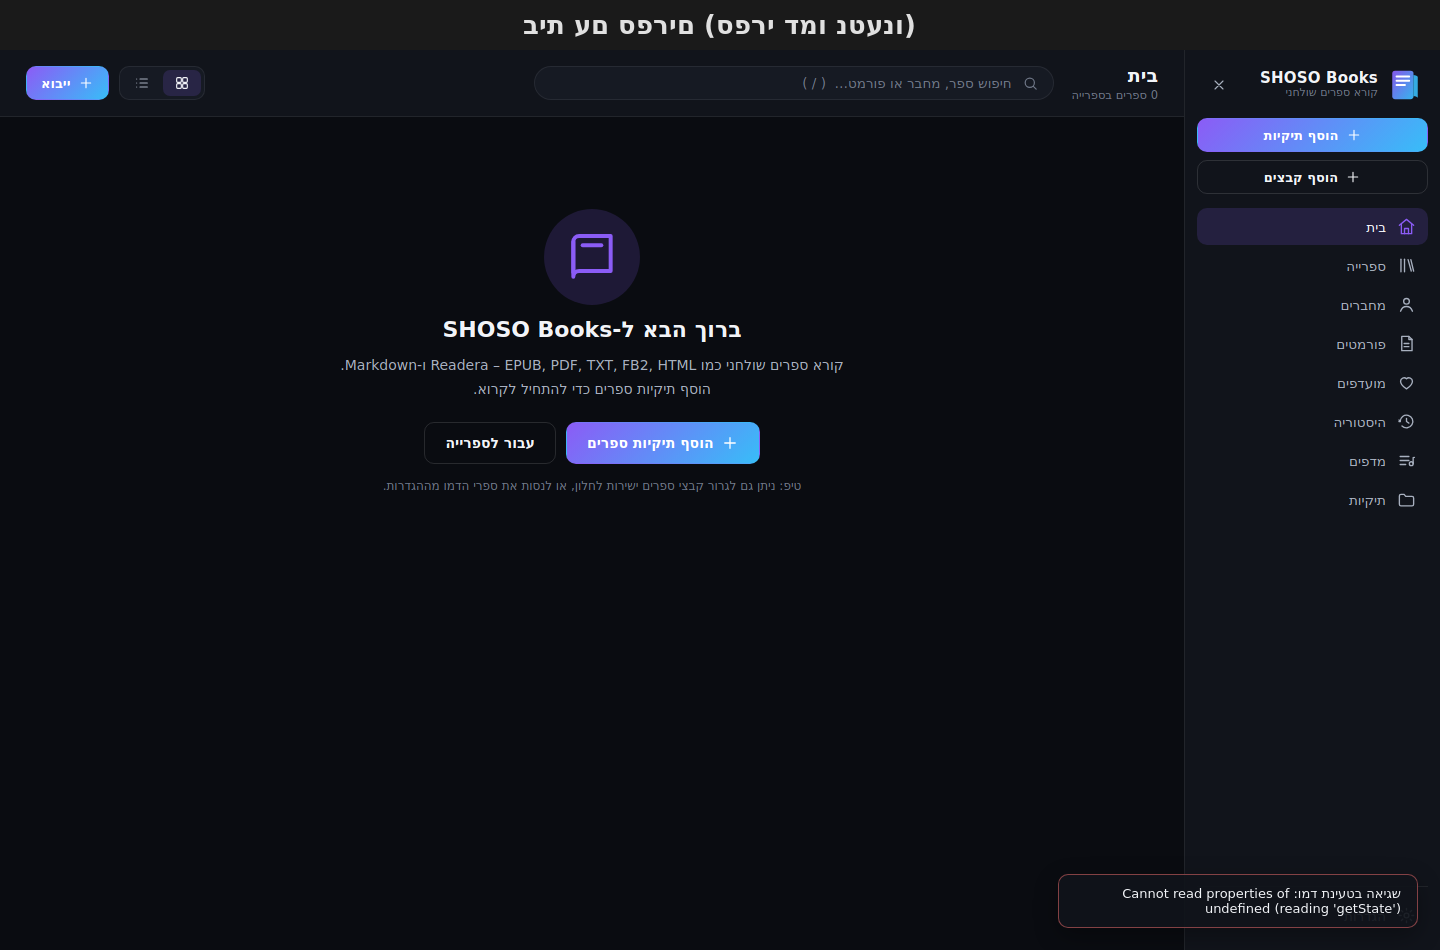 בית עם ספרים (ספרי דמו נטענו)
SHOSO Books
קורא ספרים שולחני
הוסף תיקיות
הוסף קבצים
בית
ספרייה
מחברים
פורמטים
מועדפים
היסטוריה
מדפים
תיקיות
בית
0 ספרים בספרייה
חיפוש ספר, מחבר או פורמט... ( / )
ייבוא
ברוך הבא ל-SHOSO Books
קורא ספרים שולחני כמו Readera – EPUB, PDF, TXT, FB2, HTML ו-Markdown.
הוסף תיקיות ספרים כדי להתחיל לקרוא.
הוסף תיקיות ספרים
עבור לספרייה
טיפ: ניתן גם לגרור קבצי ספרים ישירות לחלון, או לנסות את ספרי הדמו מההגדרות.
שגיאה בטעינת דמו: Cannot read properties of
undefined (reading 'getState')